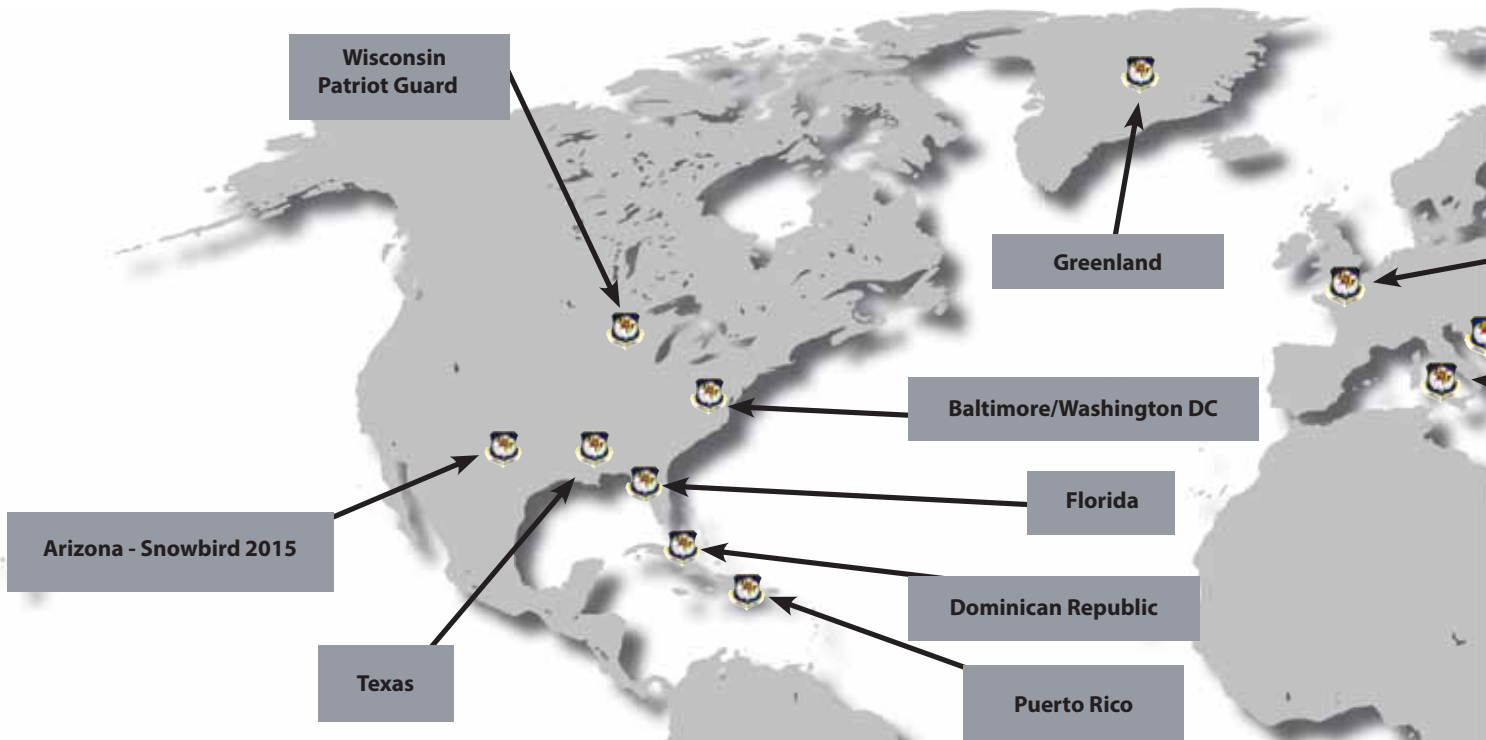 Wisconsin
Patriot Guard
Greenland
Baltimore/Washington DC
Florida
Arizona - Snowbird 2015
Dominican Republic
Texas
Puerto Rico